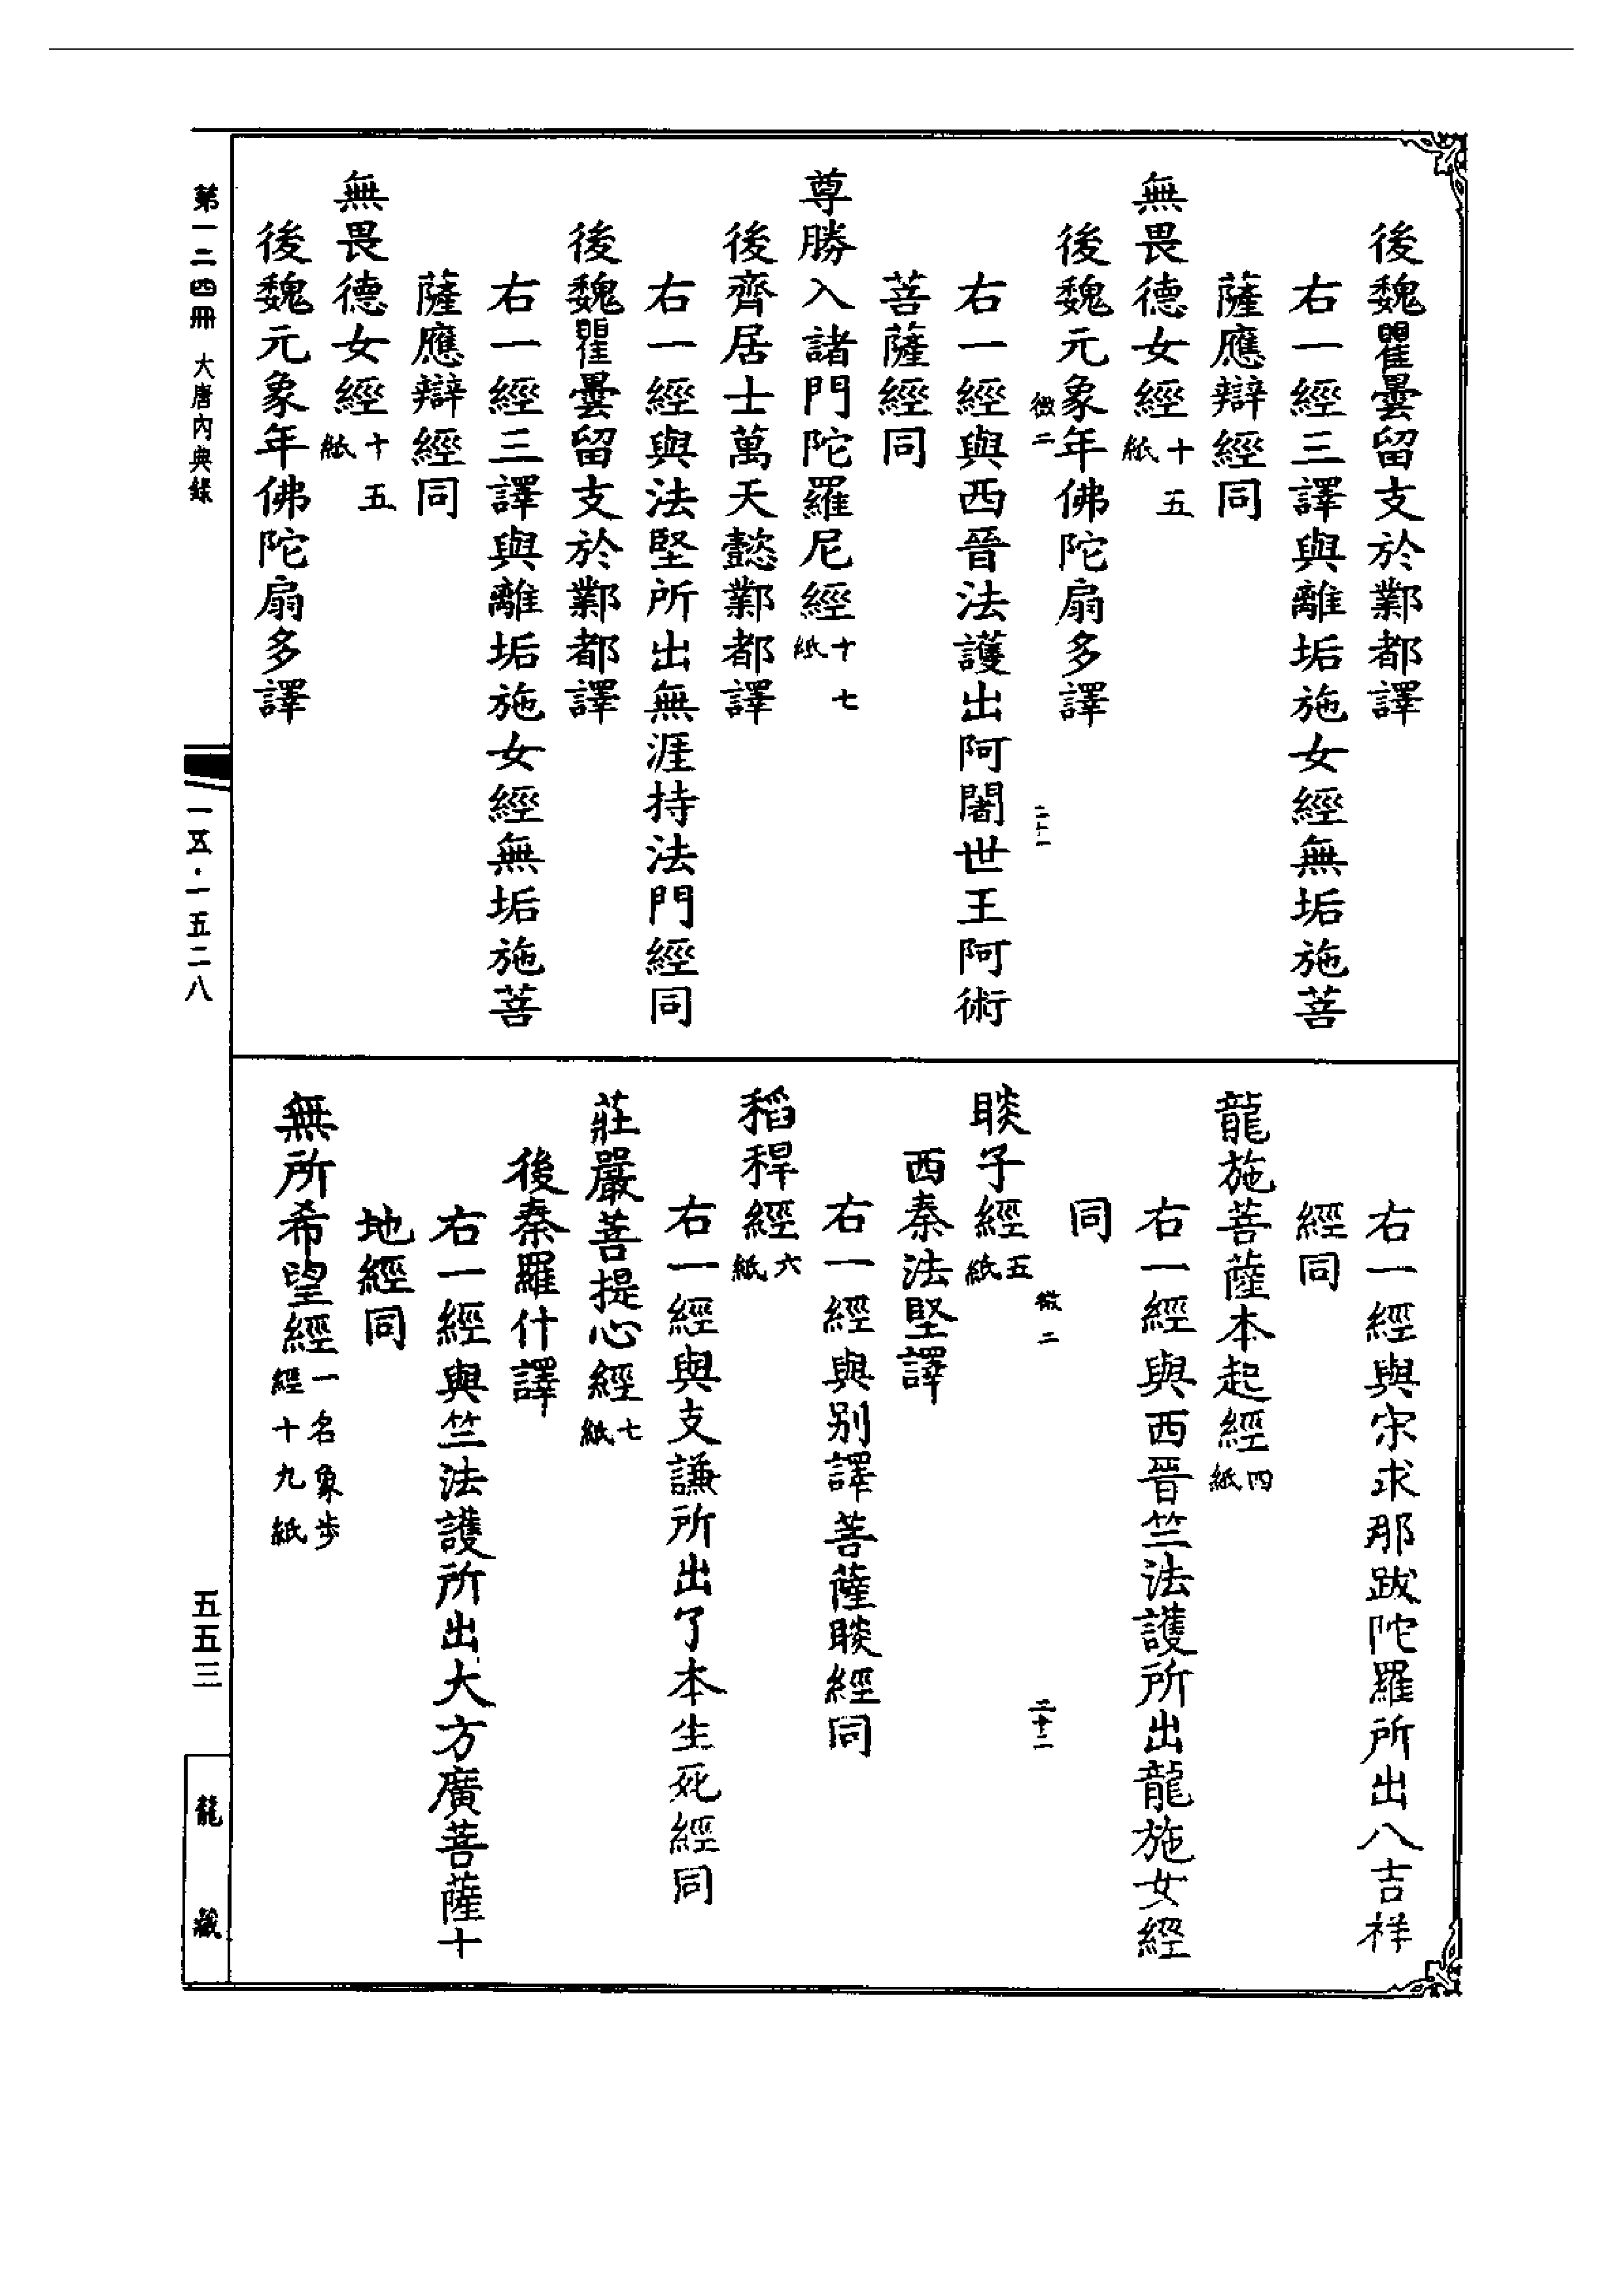 後魏瞿曇留支於鄴都譯
右一經三譯與離垢施女經無垢施菩
薩應辯經同
無畏德女經十五紙
後魏元象年佛陀扇多譯
微二
二十一
右一經與西晉法護出阿闍世王阿術
菩薩經同
尊勝入諸門陀羅尼經十七紙
後齊居士萬天懿鄴都譯
右一經與法堅所出無涯持法門經同
後魏瞿曇留支於鄴都譯
右一經三譯與離垢施女經無垢施菩
薩應辯經同
無畏德女經十五紙
後魏元象年佛陀扇多譯
右一經與宋求那跋陀羅所出八吉祥
經同
龍施菩薩本起經四紙
右一經與西晉竺法護所出龍施女經
同
微二
二十二
睒子經五紙
西秦法堅譯
右一經與別譯菩薩睒經同
稻稈經六紙
右一經與支謙所出了本生死經同
莊嚴菩提心經七紙
後秦羅什譯
右一經與竺法護所出大方廣菩薩十
地經同
無所希望經一名象步經十九紙
第一二四冊 大唐內典錄
一五·一五二八
五五三
龍藏